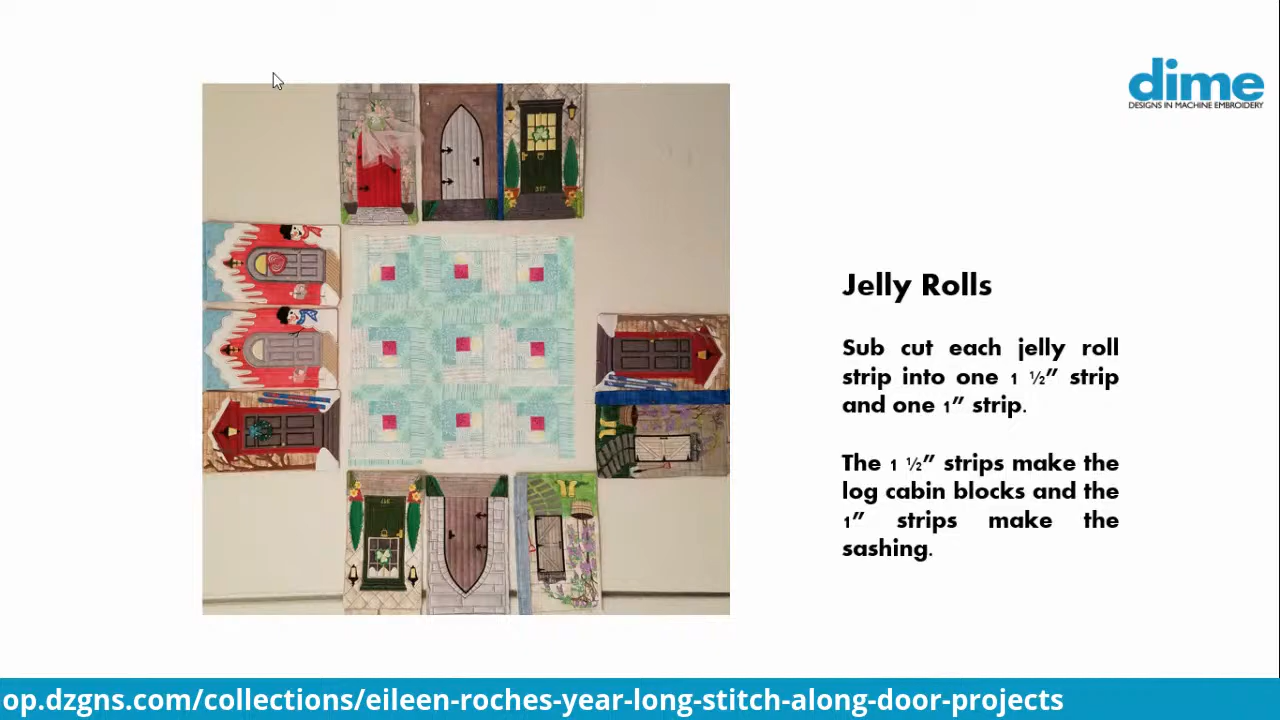 dime
DESIGNS IN MACHINE EMBROIDERY
317
Jelly Rolls
Sub cut each jelly roll
strip into one 1 ½” strip
and one 1” strip.
The 1 ½” strips make the
log cabin blocks and the
1” strips make the
sashing.
op.dzgns.com/collections/eileen-roches-year-long-stitch-along-door-projects